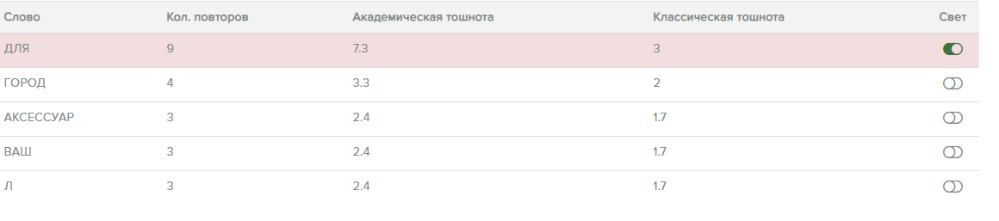 Слово Кол. повторов Академическая тошнота Классическая тошнота Свет
ДЛЯ 9 7.3 3
ГОРОД 4 3.3 2
АКСЕССУАР 3 2.4 1.7
ВАШ 3 2.4 1.7
Л 3 2.4 1.7